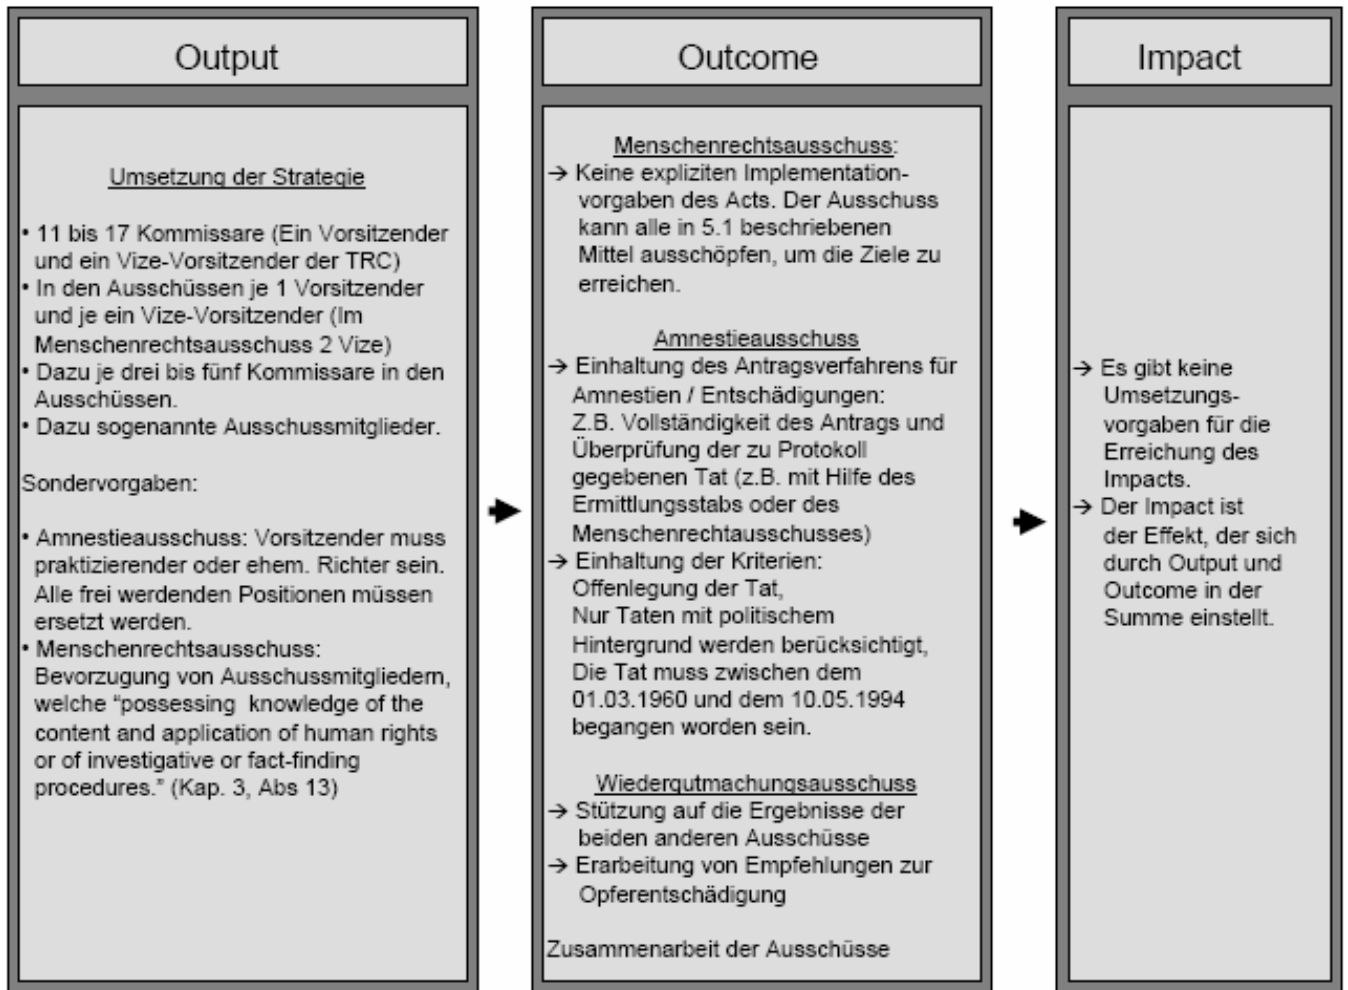 Output
Umsetzung der Strategie
• 11 bis 17 Kommissare (Ein Vorsitzender
und ein Vize-Vorsitzender der TRC)
• In den Ausschüssen je 1 Vorsitzender
und je ein Vize-Vorsitzender (Im
Menschenrechtsausschuss 2 Vize)
• Dazu je drei bis fünf Kommissare in den
Ausschüssen.
• Dazu sogenannte Ausschussmitglieder.
Sondervorgaben:
• Amnestieausschuss: Vorsitzender muss
praktizierender oder ehem. Richter sein.
Alle frei werdenden Positionen müssen
ersetzt werden.
• Menschenrechtsausschuss:
Bevorzugung von Ausschussmitgliedern,
welche “possessing knowledge of the
content and application of human rights
or of investigative or fact-finding
procedures.” (Kap. 3, Abs 13)
Outcome
Menschenrechtsausschuss:
→ Keine expliziten Implementation-
vorgaben des Acts. Der Ausschuss
kann alle in 5.1 beschriebenen
Mittel ausschöpfen, um die Ziele zu
erreichen.
Amnestieausschuss
→ Einhaltung des Antragsverfahrens für
Amnestien / Entschädigungen:
Z.B. Vollständigkeit des Antrags und
Überprüfung der zu Protokoll
gegebenen Tat (z.B. mit Hilfe des
Ermittlungsstabs oder des
Menschenrechtausschusses)
→ Einhaltung der Kriterien:
Offenlegung der Tat,
Nur Taten mit politischem
Hintergrund werden berücksichtigt,
Die Tat muss zwischen dem
01.03.1960 und dem 10.05.1994
begangen worden sein.
Wiedergutmachungsausschuss
→ Stützung auf die Ergebnisse der
beiden anderen Ausschüsse
→ Erarbeitung von Empfehlungen zur
Opferentschädigung
Zusammenarbeit der Ausschüsse
Impact
→ Es gibt keine
Umsetzungs-
vorgaben für die
Erreichung des
Impacts.
→ Der Impact ist
der Effekt, der sich
durch Output und
Outcome in der
Summe einstellt.